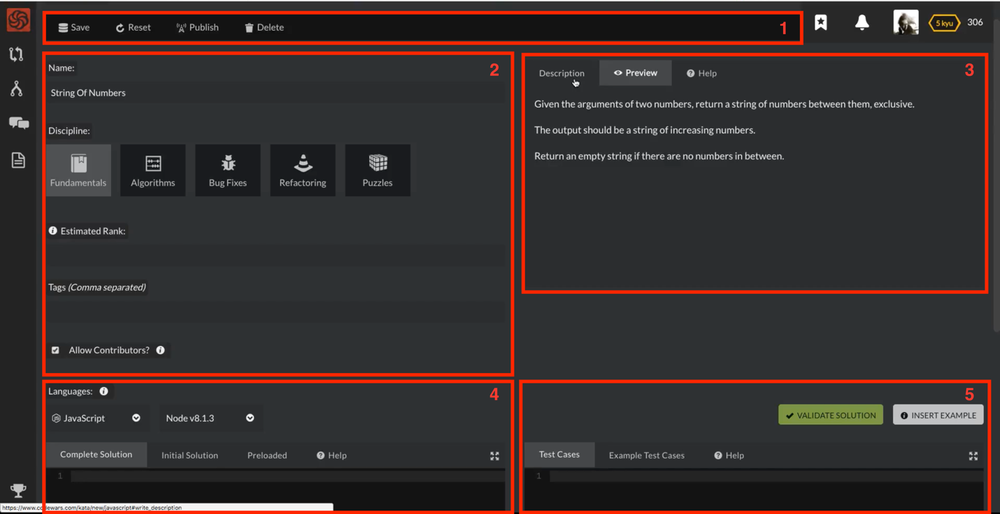 Save Reset Publish Delete 1
5 kyu 306
Name: 2
String Of Numbers
Discipline:
Fundamentals Algorithms Bug Fixes Refactoring Puzzles
Estimated Rank:
Tags (Comma separated)
Allow Contributors?
Description Preview Help 3
Given the arguments of two numbers, return a string of numbers between them, exclusive.
The output should be a string of increasing numbers.
Return an empty string if there are no numbers in between.
Languages: 4
JavaScript Node v8.1.3
Complete Solution Initial Solution Preloaded Help
1
5
VALIDATE SOLUTION INSERT EXAMPLE
Test Cases Example Test Cases Help
1
https://www.codewars.com/kata/new/javascript#write_description